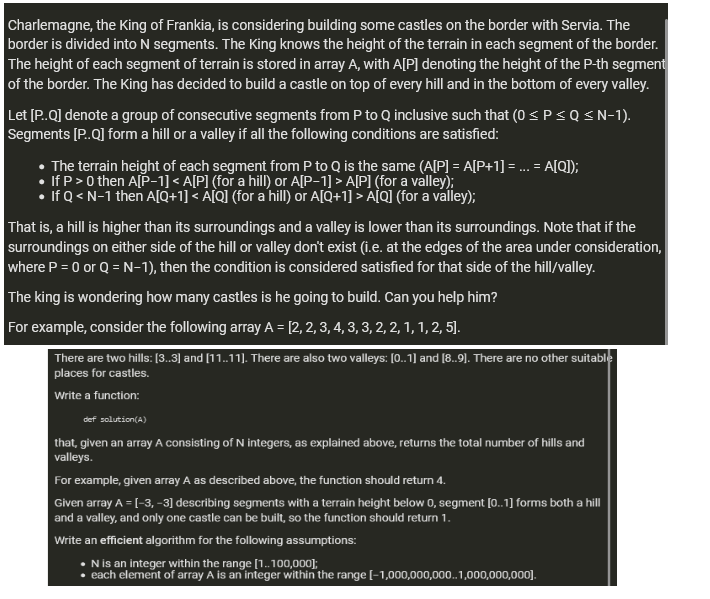 Charlemagne, the King of Frankia, is considering building some castles on the border with Servia. The
border is divided into N segments. The King knows the height of the terrain in each segment of the border.
The height of each segment of terrain is stored in array A, with A[P] denoting the height of the P-th segment
of the border. The King has decided to build a castle on top of every hill and in the bottom of every valley.
Let [P..Q] denote a group of consecutive segments from P to Q inclusive such that (0 ≤ P ≤ Q ≤ N−1).
Segments [P..Q] form a hill or a valley if all the following conditions are satisfied:
• The terrain height of each segment from P to Q is the same (A[P] = A[P+1] = ... = A[Q]);
• If P > 0 then A[P−1] < A[P] (for a hill) or A[P−1] > A[P] (for a valley);
• If Q < N−1 then A[Q+1] < A[Q] (for a hill) or A[Q+1] > A[Q] (for a valley);
That is, a hill is higher than its surroundings and a valley is lower than its surroundings. Note that if the
surroundings on either side of the hill or valley don't exist (i.e. at the edges of the area under consideration,
where P = 0 or Q = N−1), then the condition is considered satisfied for that side of the hill/valley.
The king is wondering how many castles is he going to build. Can you help him?
For example, consider the following array A = [2, 2, 3, 4, 3, 3, 2, 2, 1, 1, 2, 5].
There are two hills: [3..3] and [11..11]. There are also two valleys: [0..1] and [8..9]. There are no other suitable
places for castles.
Write a function:
def solution(A)
that, given an array A consisting of N integers, as explained above, returns the total number of hills and
valleys.
For example, given array A as described above, the function should return 4.
Given array A = [−3, −3] describing segments with a terrain height below 0, segment [0..1] forms both a hill
and a valley, and only one castle can be built, so the function should return 1.
Write an efficient algorithm for the following assumptions:
• N is an integer within the range [1..100,000];
• each element of array A is an integer within the range [−1,000,000,000..1,000,000,000].